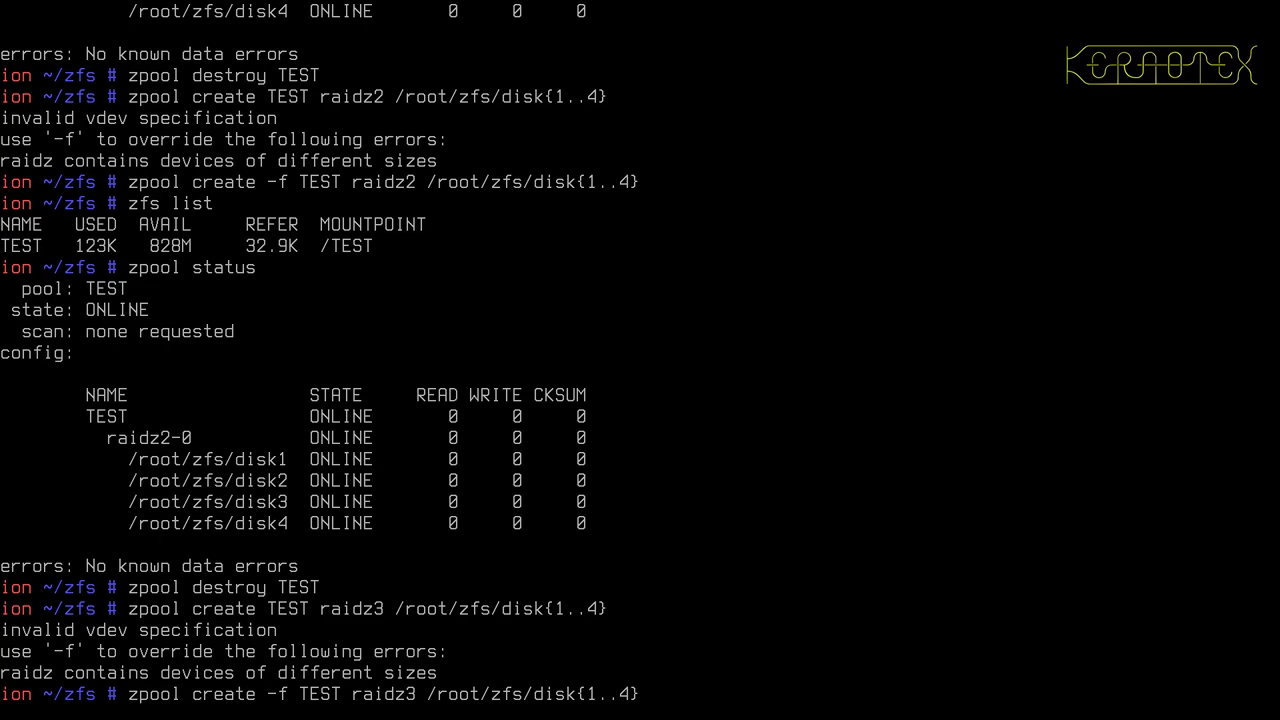 /root/zfs/disk4 ONLINE 0 0 0
KERAOTEX
errors: No known data errors
ion ~/zfs # zpool destroy TEST
ion ~/zfs # zpool create TEST raidz2 /root/zfs/disk{1..4}
invalid vdev specification
use '-f' to override the following errors:
raidz contains devices of different sizes
ion ~/zfs # zpool create -f TEST raidz2 /root/zfs/disk{1..4}
ion ~/zfs # zfs list
NAME USED AVAIL REFER MOUNTPOINT
TEST 123K 828M 32.9K /TEST
ion ~/zfs # zpool status
pool: TEST
state: ONLINE
scan: none requested
config:
NAME STATE READ WRITE CKSUM
TEST ONLINE 0 0 0
raidz2-0 ONLINE 0 0 0
/root/zfs/disk1 ONLINE 0 0 0
/root/zfs/disk2 ONLINE 0 0 0
/root/zfs/disk3 ONLINE 0 0 0
/root/zfs/disk4 ONLINE 0 0 0
errors: No known data errors
ion ~/zfs # zpool destroy TEST
ion ~/zfs # zpool create TEST raidz3 /root/zfs/disk{1..4}
invalid vdev specification
use '-f' to override the following errors:
raidz contains devices of different sizes
ion ~/zfs # zpool create -f TEST raidz3 /root/zfs/disk{1..4}